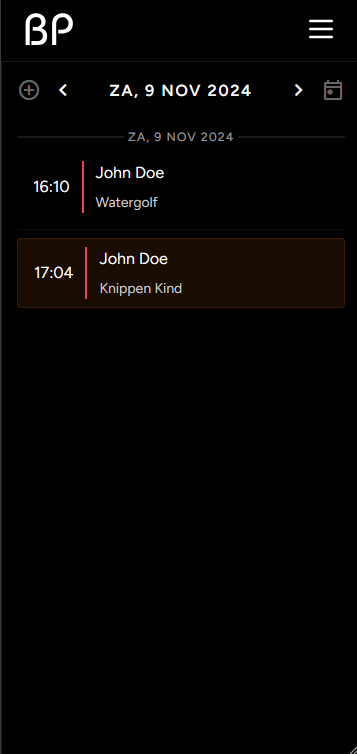 BP
ZA, 9 NOV 2024
ZA, 9 NOV 2024
16:10
John Doe
Watergolf
17:04
John Doe
Knippen Kind